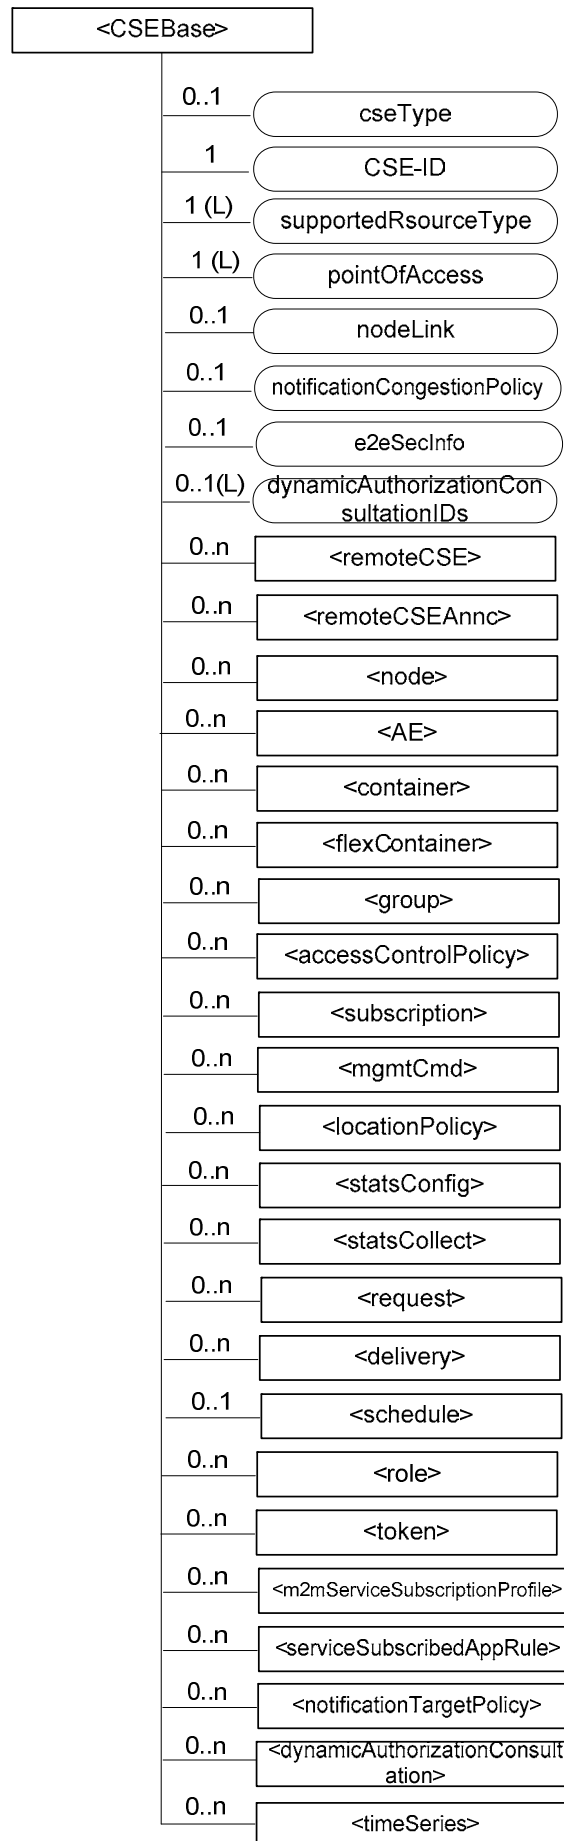 <CSEBase>
0..1
cseType
1
CSE-ID
1 (L)
supportedRsourceType
1 (L)
pointOfAccess
0..1
nodeLink
0..1
notificationCongestionPolicy
0..1
e2eSecInfo
0..1(L)
dynamicAuthorizationCon
sultationIDs
0..n
<remoteCSE>
0..n
<remoteCSEAnnc>
0..n
<node>
0..n
<AE>
0..n
<container>
0..n
<flexContainer>
0..n
<group>
0..n
<accessControlPolicy>
0..n
<subscription>
0..n
<mgmtCmd>
0..n
<locationPolicy>
0..n
<statsConfig>
0..n
<statsCollect>
0..n
<request>
0..n
<delivery>
0..1
<schedule>
0..n
<role>
0..n
<token>
0..n
<m2mServiceSubscriptionProfile>
0..n
<serviceSubscribedAppRule>
0..n
<notificationTargetPolicy>
0..n
<dynamicAuthorizationConsult
ation>
0..n
<timeSeries>